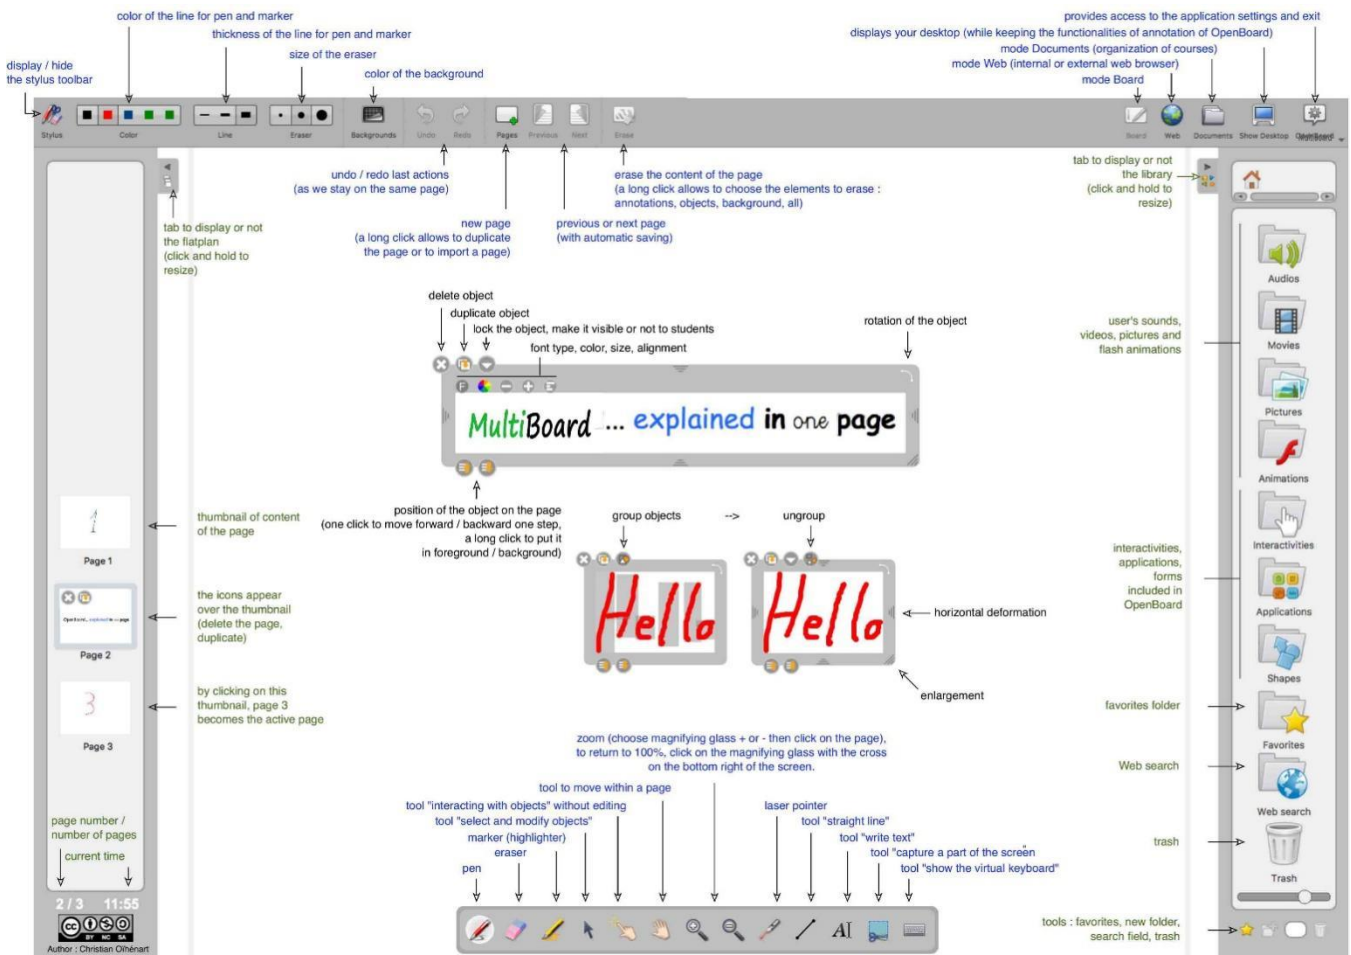 color of the line for pen and marker
thickness of the line for pen and marker
size of the eraser
color of the background
display / hide
the stylus toolbar
provides access to the application settings and exit
displays your desktop (while keeping the functionalities of annotation of OpenBoard)
mode Documents (organization of courses)
mode Web (internal or external web browser)
mode Board
Stylus
Color
Line
Eraser
Backgrounds
Undo
Redo
Pages
Previous
Next
Erase
Board
Web
Documents
Show Desktop
undo / redo last actions
(as we stay on the same page)
erase the content of the page
(a long click allows to choose the elements to erase :
annotations, objects, background, all)
new page
(a long click allows to duplicate
the page or to import a page)
previous or next page
(with automatic saving)
tab to display or not
the flatplan
(click and hold to
resize)
tab to display or not
the library
(click and hold to
resize)
delete object
duplicate object
lock the object, make it visible or not to students
font type, color, size, alignment
rotation of the object
F
MultiBoard ... explained in one page
position of the object on the page
(one click to move forward / backward one step,
a long click to put it
in foreground / background)
group objects
-->
ungroup
Hello
Hello
horizontal deformation
enlargement
1
Page 1
thumbnail of content
of the page
OpenBoard... explained in one page
Page 2
the icons appear
over the thumbnail
(delete the page,
duplicate)
3
Page 3
by clicking on this
thumbnail, page 3
becomes the active page
page number /
number of pages
current time
2 / 3
11:55
cc
BY NC SA
Author : Christian Oïhénart
zoom (choose magnifying glass + or - then click on the page),
to return to 100%, click on the magnifying glass with the cross
on the bottom right of the screen.
tool to move within a page
tool "interacting with objects" without editing
tool "select and modify objects"
marker (highlighter)
eraser
pen
laser pointer
tool "straight line"
tool "write text"
tool "capture a part of the screen"
tool "show the virtual keyboard"
AI
user's sounds,
videos, pictures and
flash animations
interactivities,
applications,
forms
included in
OpenBoard
favorites folder
Web search
trash
tools : favorites, new folder,
search field, trash
Audios
Movies
Pictures
Animations
Interactivities
Applications
Shapes
Favorites
Web search
Trash